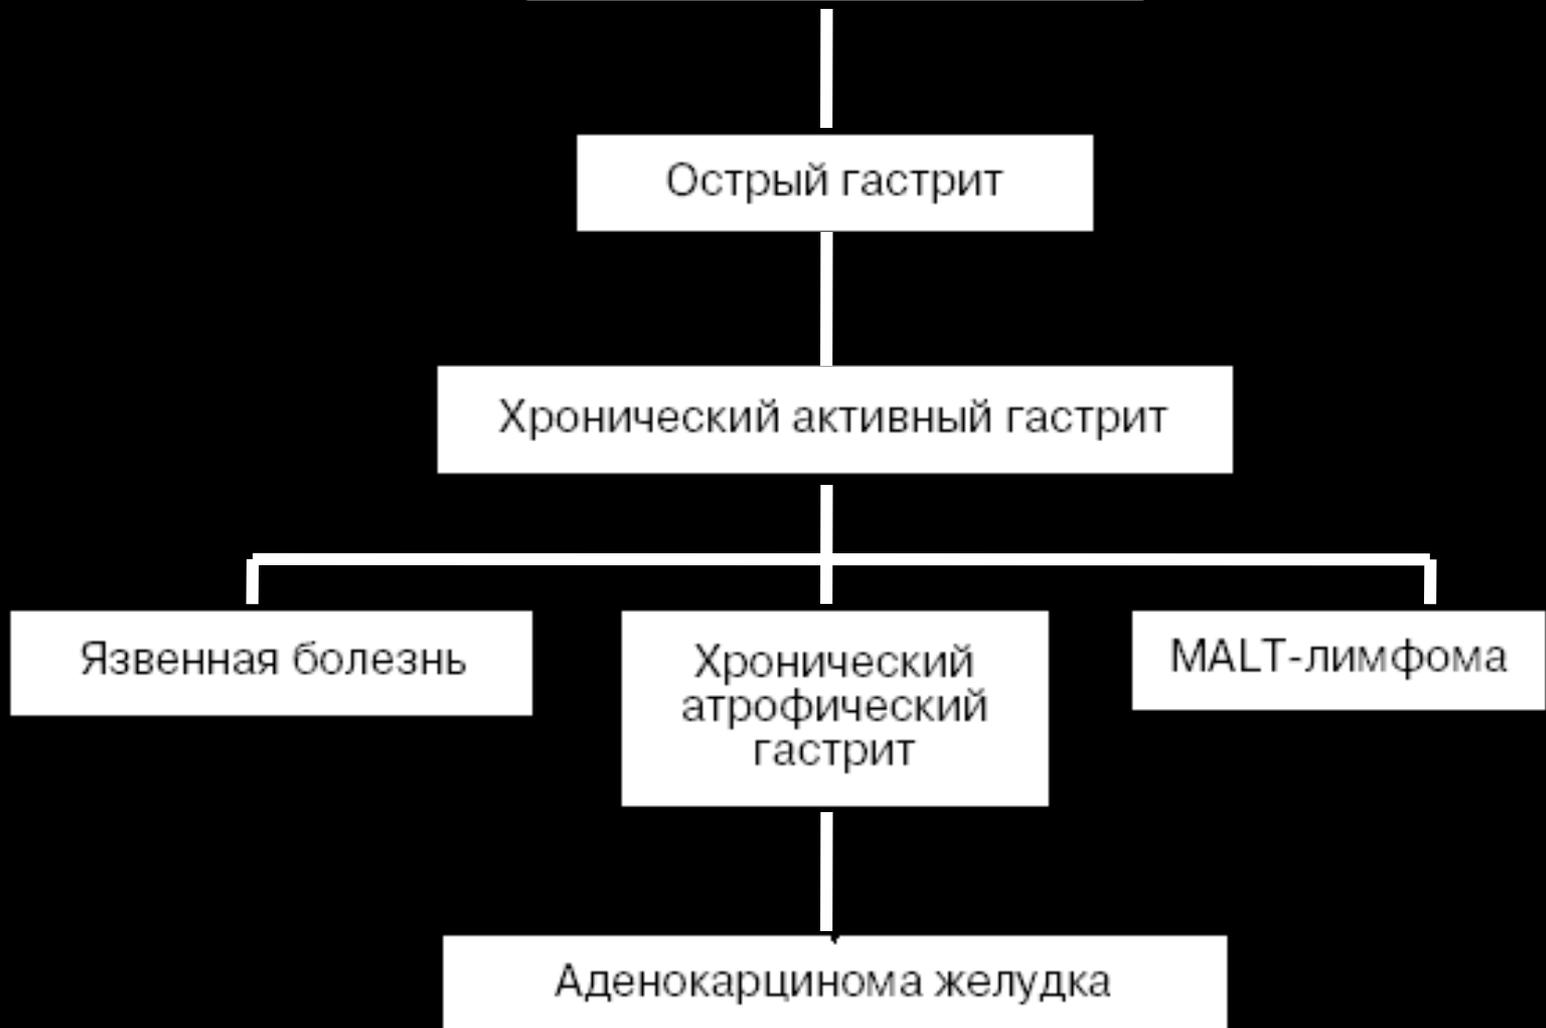 Острый гастрит
Хронический активный гастрит
Язвенная болезнь
Хронический
атрофический
гастрит
MALT-лимфома
Аденокарцинома желудка